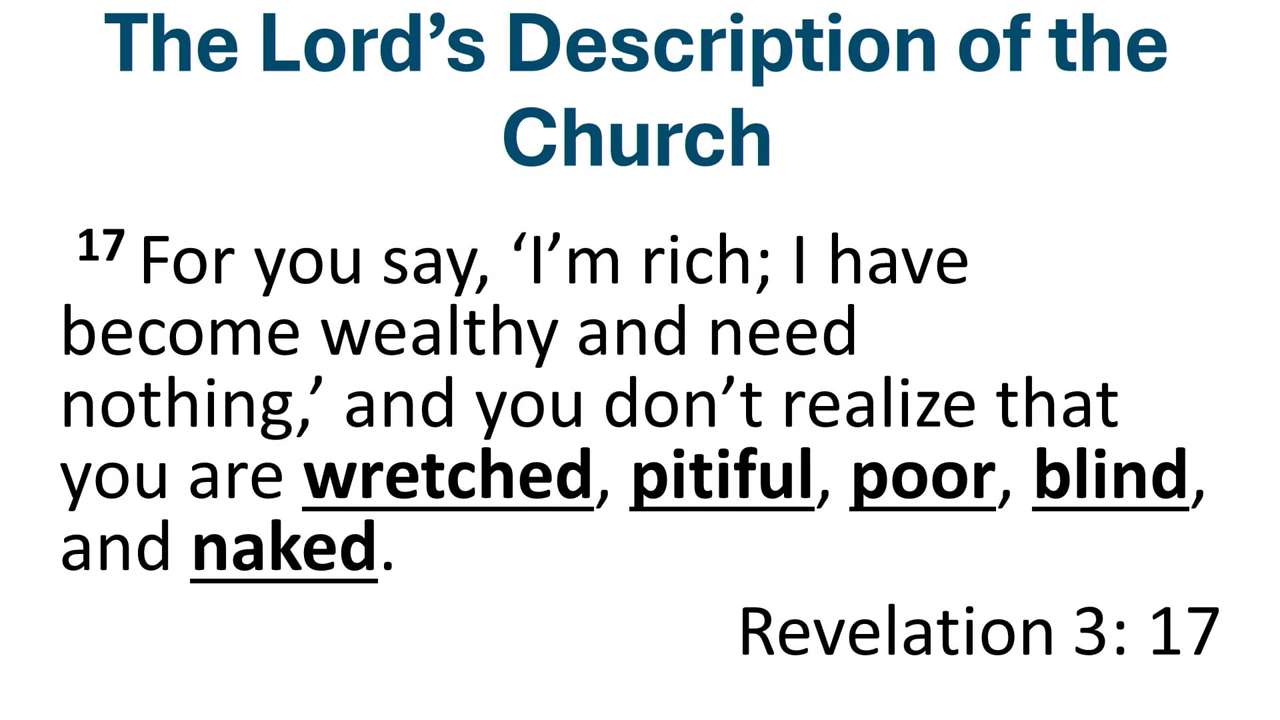 The Lord’s Description of the
Church
17 For you say, ‘I’m rich; I have
become wealthy and need
nothing,’ and you don’t realize that
you are wretched, pitiful, poor, blind,
and naked.
Revelation 3: 17